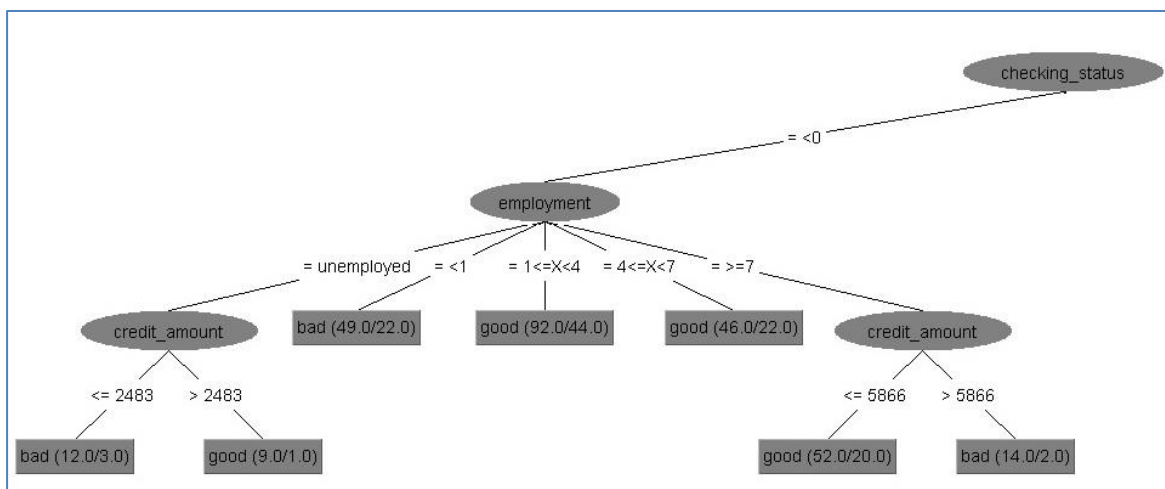 checking_status
= <0
employment
= unemployed = <1 = 1<=X<4 = 4<=X<7 = >=7
credit_amount bad (49.0/22.0) good (92.0/44.0) good (46.0/22.0) credit_amount
<= 2483 > 2483 <= 5866 > 5866
bad (12.0/3.0) good (9.0/1.0) good (52.0/20.0) bad (14.0/2.0)